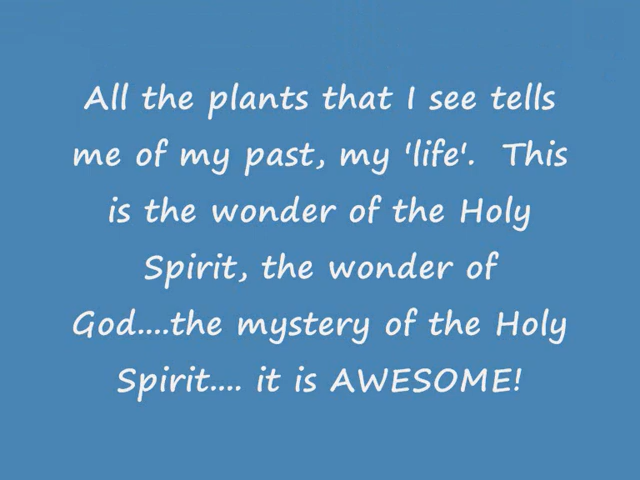 All the plants that I see tells
me of my past, my 'life'.  This
is the wonder of the Holy
Spirit, the wonder of
God....the mystery of the Holy
Spirit.... it is AWESOME!